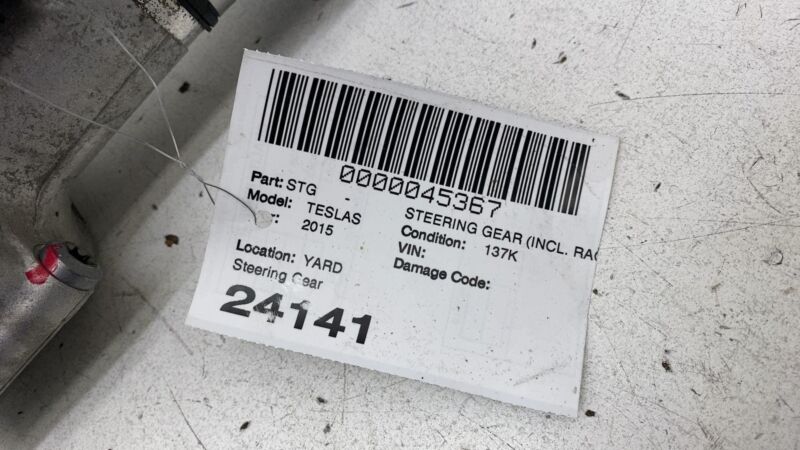 0000045367
Part: STG - STEERING GEAR (INCL. RA
Model: TESLAS Condition: 137K
: 2015 VIN:
Location: YARD Damage Code:
Steering Gear
24141